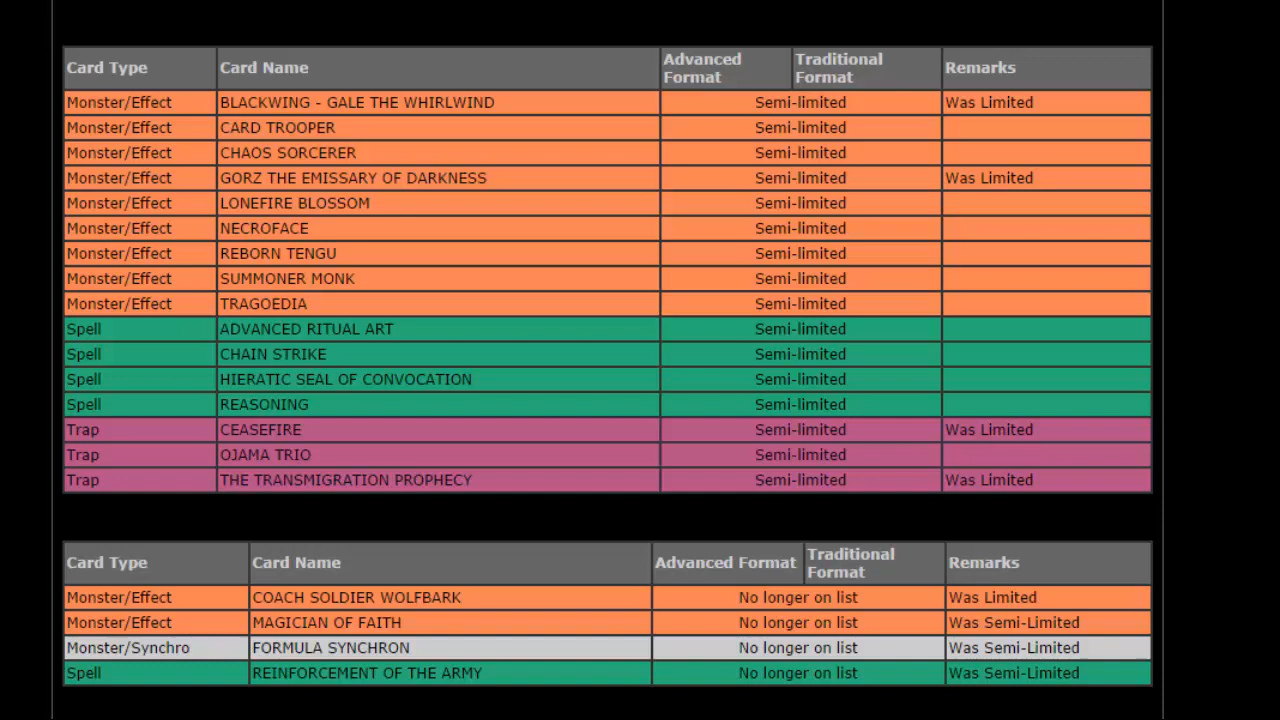 Card Type Card Name Advanced Format Traditional Format Remarks
Monster/Effect BLACKWING - GALE THE WHIRLWIND Semi-limited Was Limited
Monster/Effect CARD TROOPER Semi-limited
Monster/Effect CHAOS SORCERER Semi-limited
Monster/Effect GORZ THE EMISSARY OF DARKNESS Semi-limited Was Limited
Monster/Effect LONEFIRE BLOSSOM Semi-limited
Monster/Effect NECROFACE Semi-limited
Monster/Effect REBORN TENGU Semi-limited
Monster/Effect SUMMONER MONK Semi-limited
Monster/Effect TRAGOEDIA Semi-limited
Spell ADVANCED RITUAL ART Semi-limited
Spell CHAIN STRIKE Semi-limited
Spell HIERATIC SEAL OF CONVOCATION Semi-limited
Spell REASONING Semi-limited
Trap CEASEFIRE Semi-limited Was Limited
Trap OJAMA TRIO Semi-limited
Trap THE TRANSMIGRATION PROPHECY Semi-limited Was Limited
Card Type Card Name Advanced Format Traditional Format Remarks
Monster/Effect COACH SOLDIER WOLFBARK No longer on list Was Limited
Monster/Effect MAGICIAN OF FAITH No longer on list Was Semi-Limited
Monster/Synchro FORMULA SYNCHRON No longer on list Was Semi-Limited
Spell REINFORCEMENT OF THE ARMY No longer on list Was Semi-Limited